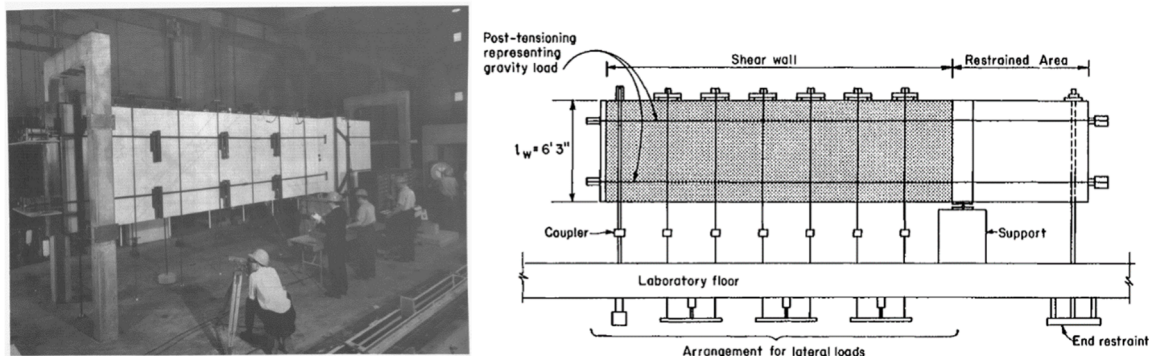 Post-tensioning
representing
gravity load
Shear wall
Restrained Area
lw=6'3"
Coupler
Support
Laboratory floor
End restraint
Arrangement for lateral loads